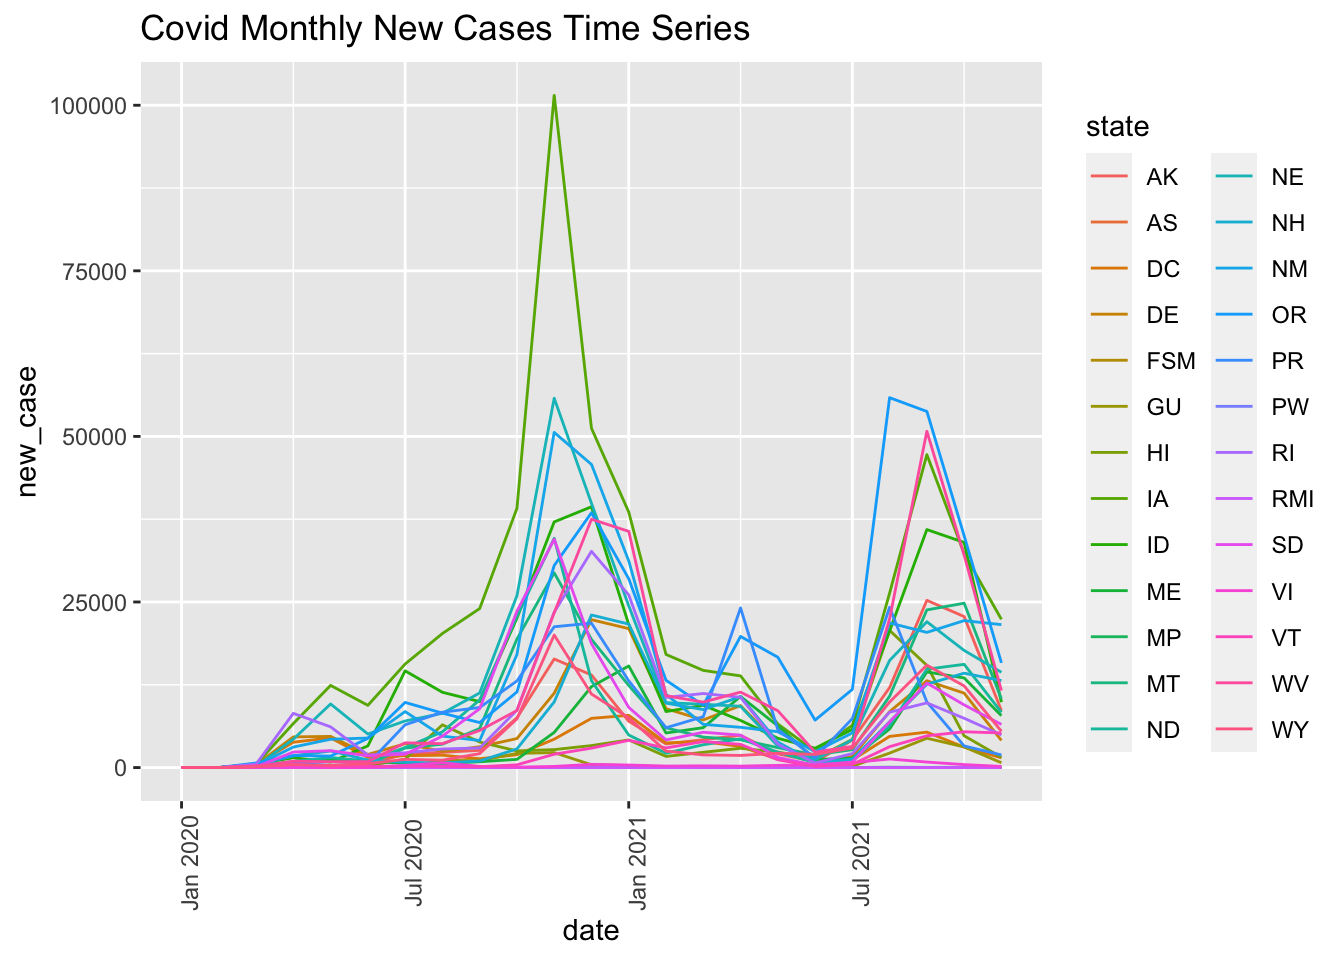 Covid Monthly New Cases Time Series
new_case
100000
75000
50000
25000
0
Jan 2020
Jul 2020
Jan 2021
Jul 2021
date
state
AK
AS
DC
DE
FSM
GU
HI
IA
ID
ME
MP
MT
ND
NE
NH
NM
OR
PR
PW
RI
RMI
SD
VI
VT
WV
WY